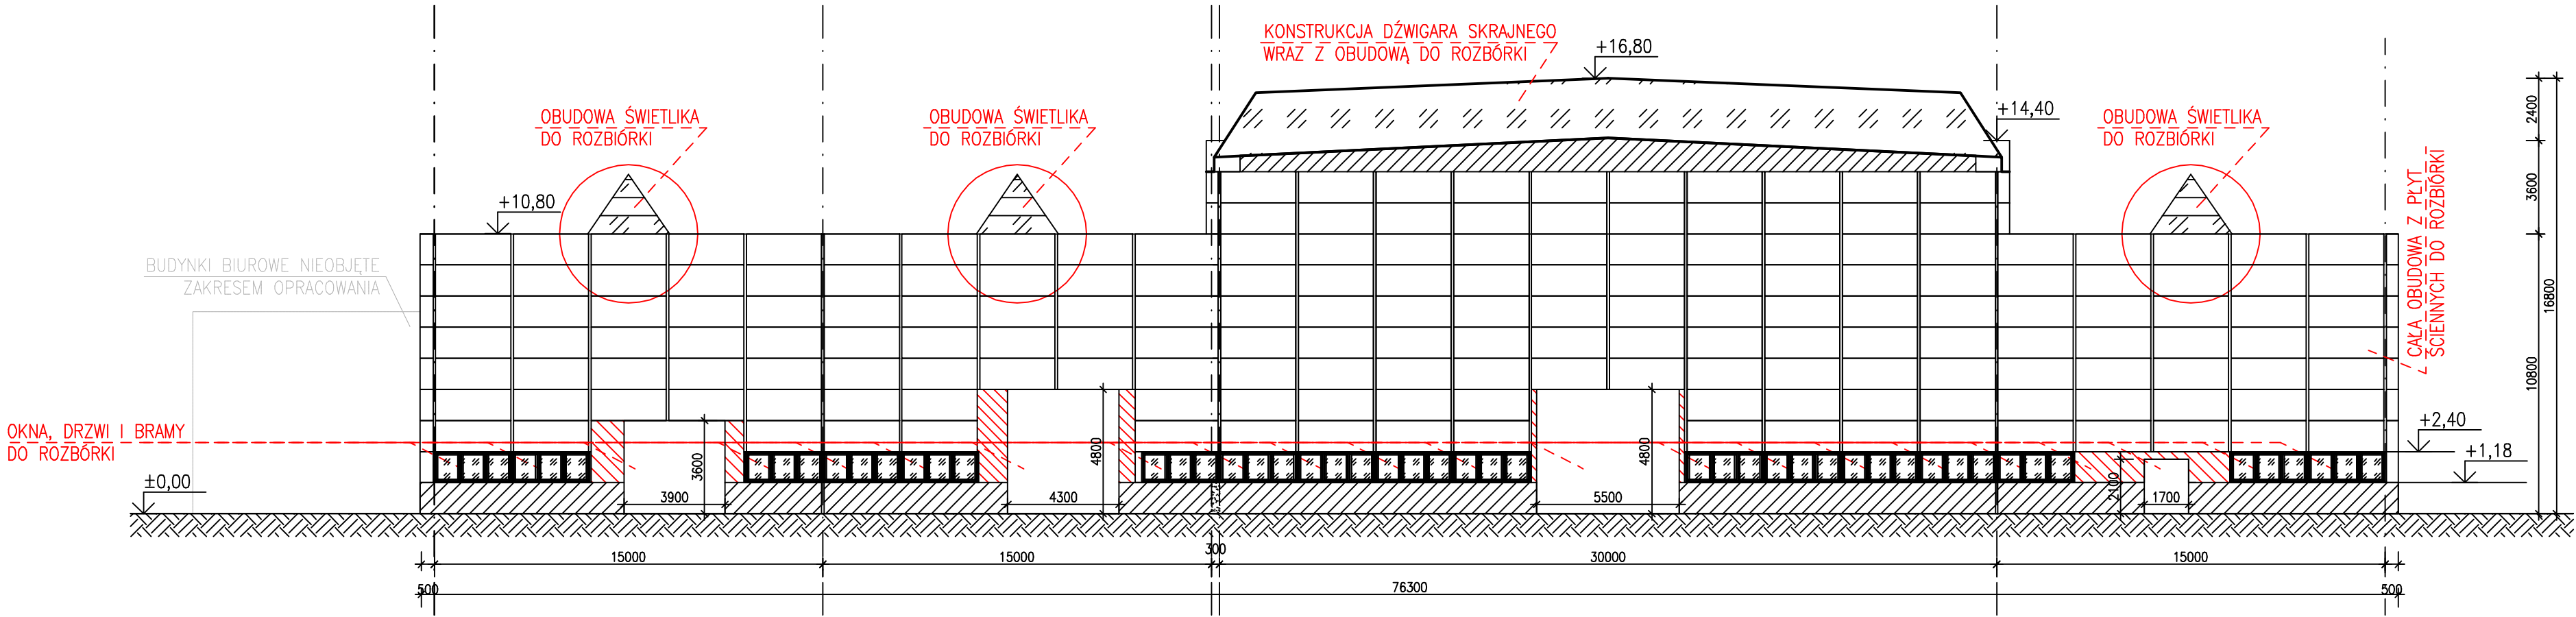 KONSTRUKCJA DŹWIGARA SKRAJNEGO
WRAZ Z OBUDOWĄ DO ROZBÓRKI
+16,80
OBUDOWA ŚWIETLIKA
DO ROZBIÓRKI
OBUDOWA ŚWIETLIKA
DO ROZBIÓRKI
+14,40
OBUDOWA ŚWIETLIKA
DO ROZBIÓRKI
2400
3600
16800
10800
CAŁA OBUDOWA Z PŁYT
ŚCIENNYCH DO ROZBIÓRKI
+10,80
BUDYNKI BIUROWE NIEOBJĘTE
ZAKRESEM OPRACOWANIA
OKNA, DRZWI I BRAMY
DO ROZBÓRKI
±0,00
3600
3900
4800
4300
4800
5500
2100
1700
+2,40
+1,18
15000
15000
300
30000
15000
500
76300
500